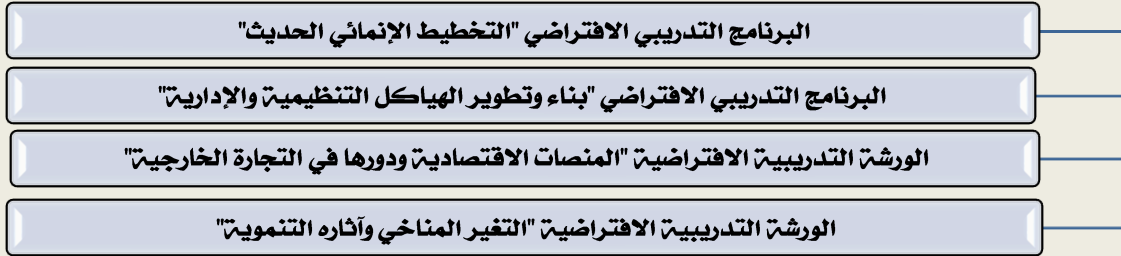 البرنامج التدريبي الافتراضي "التخطيط الإنمائي الحديث"
البرنامج التدريبي الافتراضي "بناء وتطوير الهياكل التنظيمية والإدارية"
الورشة التدريبية الافتراضية "المنصات الاقتصادية ودورها في التجارة الخارجية"
الورشة التدريبية الافتراضية "التغير المناخي وآثاره التنموية"